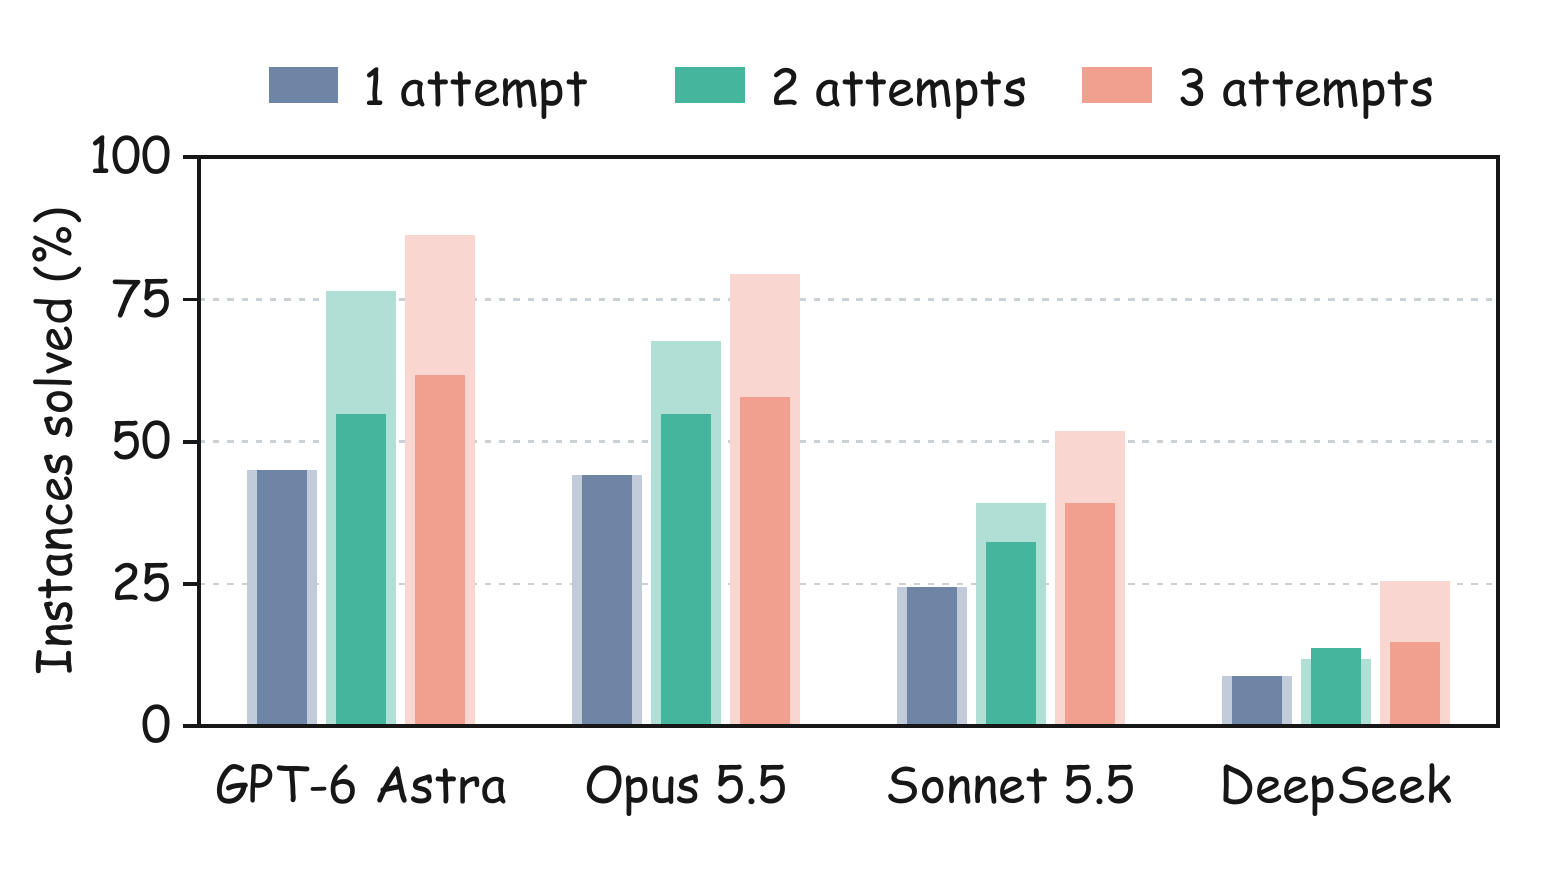 1 attempt 2 attempts 3 attempts
Instances solved (%)
100
75
50
25
0
GPT-6 Astra Opus 5.5 Sonnet 5.5 DeepSeek